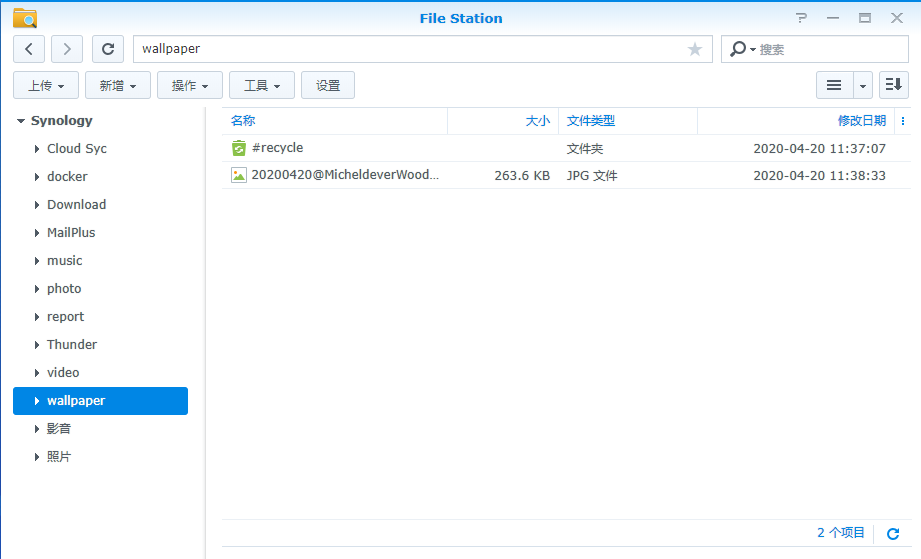 File Station
wallpaper
搜索
上传 新增 操作 工具 设置
Synology
Cloud Syc
docker
Download
MailPlus
music
photo
report
Thunder
video
wallpaper
影音
照片
名称 大小 文件类型 修改日期
#recycle 文件夹 2020-04-20 11:37:07
20200420@MicheldeverWood... 263.6 KB JPG 文件 2020-04-20 11:38:33
2 个项目